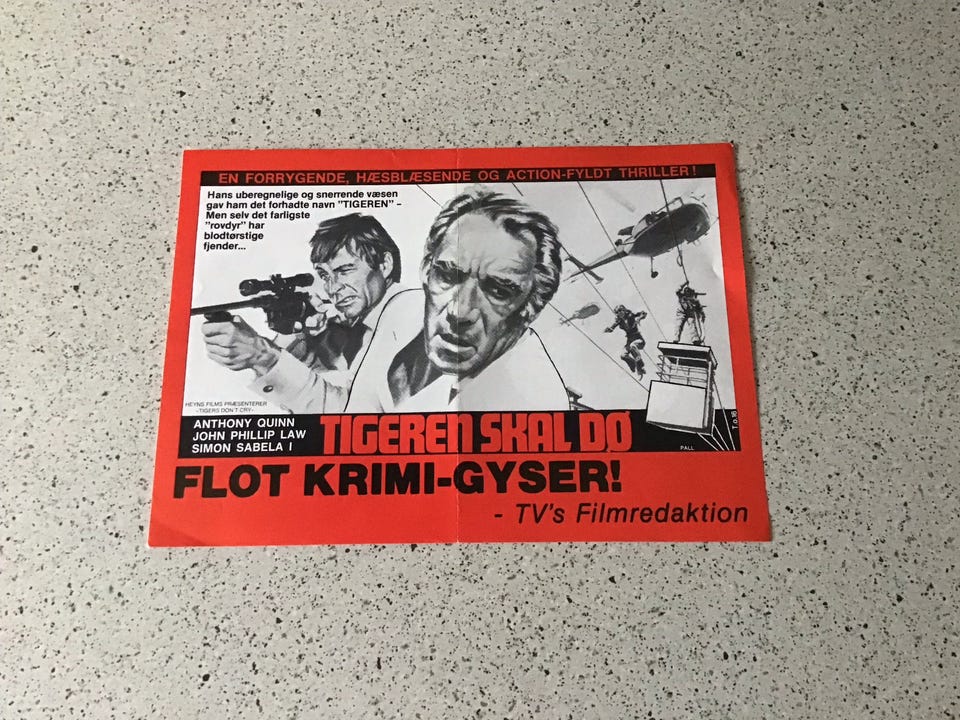 EN FORRYGENDE, HÆSBLÆSENDE OG ACTION-FYLDT THRILLER!
Hans uberegnelige og snerrende væsen
gav ham det forhadte navn "TIGEREN" –
Men selv det farligste
"rovdyr" har
blodtørstige
fjender...
HEYNS FILMS PRÆSENTERER
-TIGERS DON'T CRY-
ANTHONY QUINN
JOHN PHILLIP LAW
SIMON SABELA I
TIGEREN SKAL DØ
PALL
T.o.16
FLOT KRIMI-GYSER!
- TV's Filmredaktion